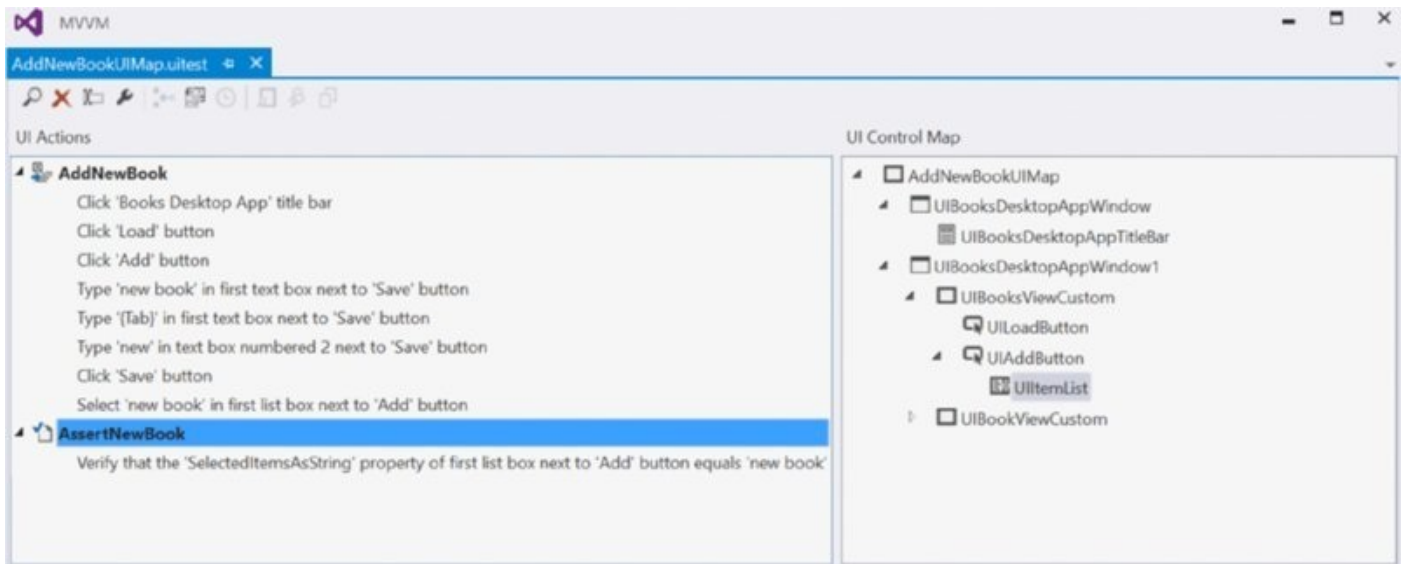 MVVM
AddNewBookUIMap.uitest
UI Actions
AddNewBook
Click 'Books Desktop App' title bar
Click 'Load' button
Click 'Add' button
Type 'new book' in first text box next to 'Save' button
Type '{Tab}' in first text box next to 'Save' button
Type 'new' in text box numbered 2 next to 'Save' button
Click 'Save' button
Select 'new book' in first list box next to 'Add' button
AssertNewBook
Verify that the 'SelectedItemsAsString' property of first list box next to 'Add' button equals 'new book'
UI Control Map
AddNewBookUIMap
UIBooksDesktopAppWindow
UIBooksDesktopAppTitleBar
UIBooksDesktopAppWindow1
UIBooksViewCustom
UILoadButton
UIAddButton
UIItemList
UIBookViewCustom